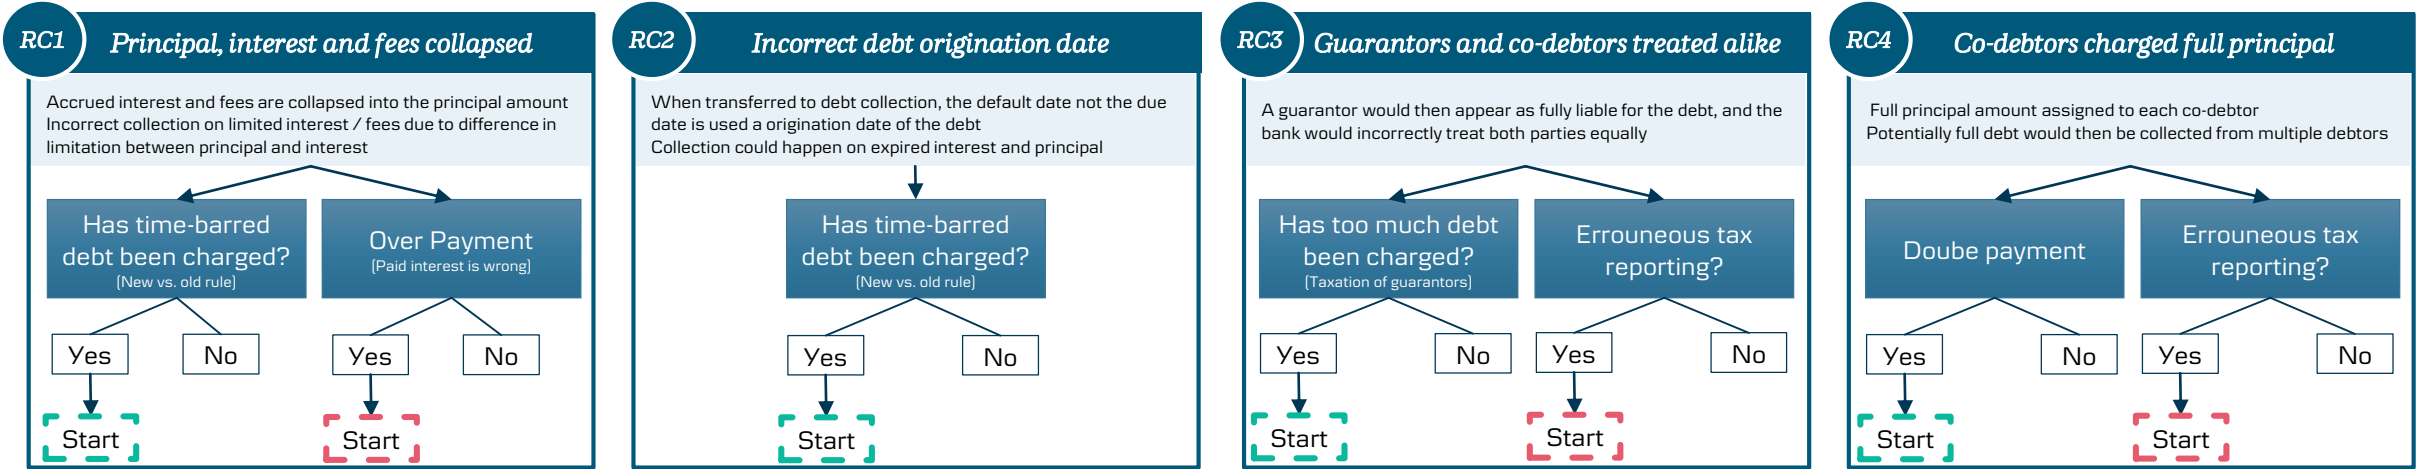 RC1
Principal, interest and fees collapsed
Accrued interest and fees are collapsed into the principal amount
Incorrect collection on limited interest / fees due to difference in
limitation between principal and interest
Has time-barred
debt been charged?
(New vs. old rule)
Over Payment
(Paid interest is wrong)
Yes
No
Yes
No
Start
Start
RC2
Incorrect debt origination date
When transferred to debt collection, the default date not the due
date is used a origination date of the debt
Collection could happen on expired interest and principal
Has time-barred
debt been charged?
(New vs. old rule)
Yes
No
Start
RC3
Guarantors and co-debtors treated alike
A guarantor would then appear as fully liable for the debt, and the
bank would incorrectly treat both parties equally
Has too much debt
been charged?
(Taxation of guarantors)
Errouneous tax
reporting?
Yes
No
Yes
No
Start
Start
RC4
Co-debtors charged full principal
Full principal amount assigned to each co-debtor
Potentially full debt would then be collected from multiple debtors
Doube payment
Errouneous tax
reporting?
Yes
No
Yes
No
Start
Start